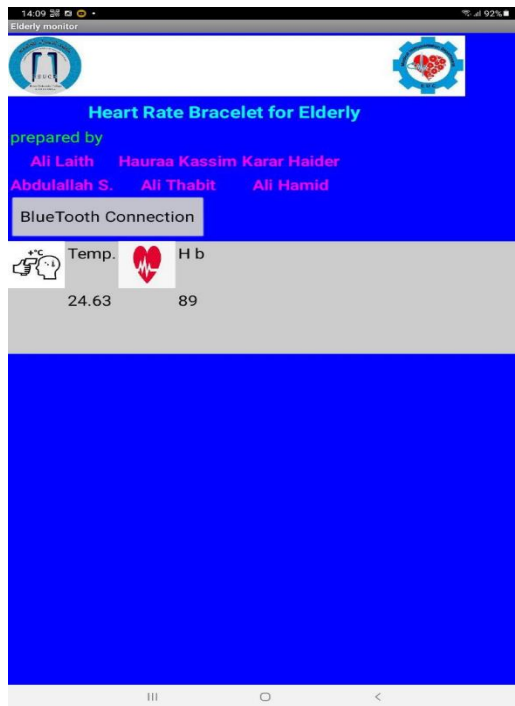 14:09
92%
Elderly monitor
Heart Rate Bracelet for Elderly
prepared by
Ali Laith Hauraa Kassim Karar Haider
Abdulallah S. Ali Thabit Ali Hamid
BlueTooth Connection
+°C Temp. H b
24.63 89